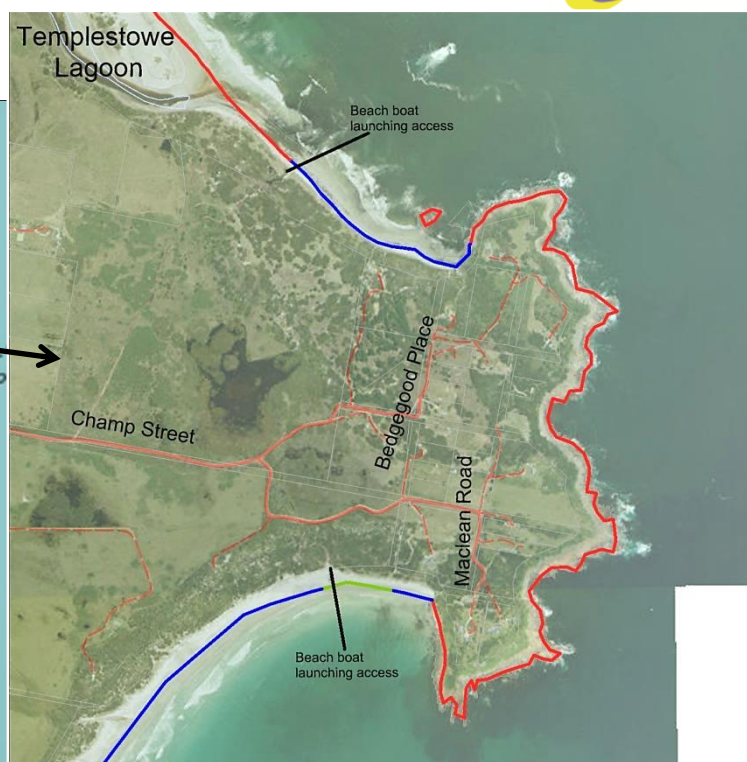 Templestowe
Lagoon
Beach boat
launching access
Bedgegood Place
Champ Street
Maclean Road
Beach boat
launching access